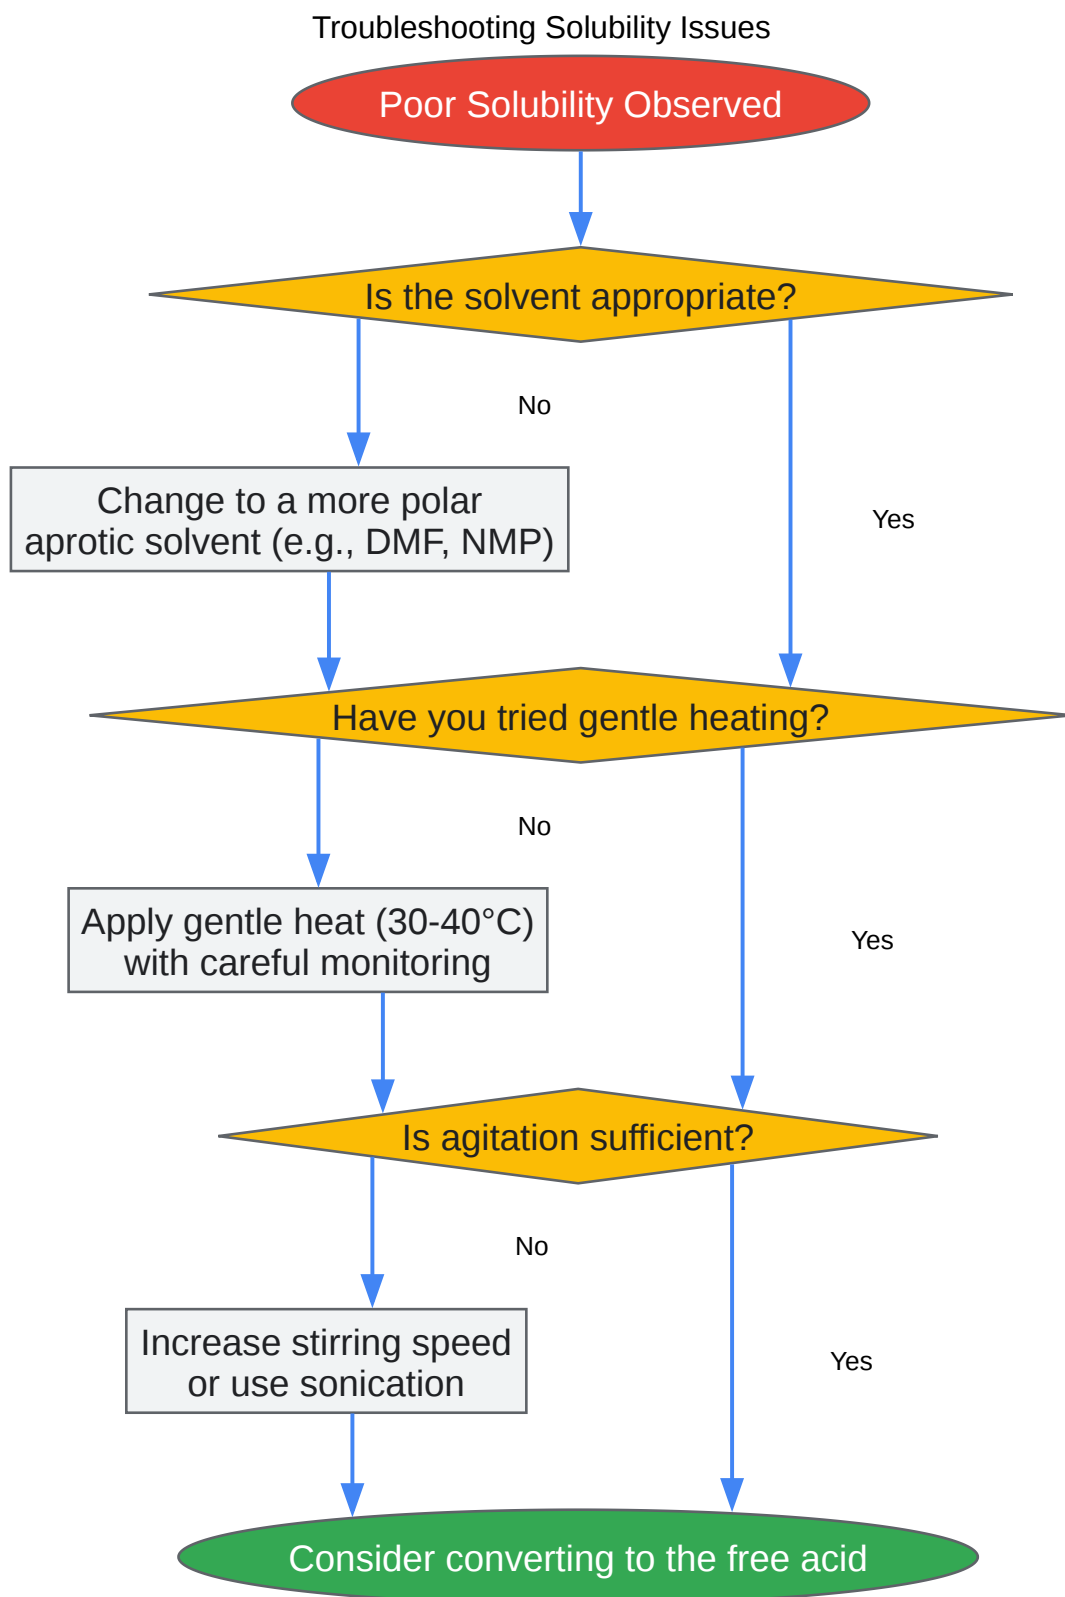 Troubleshooting Solubility Issues
Poor Solubility Observed
Is the solvent appropriate?
No
Change to a more polar
aprotic solvent (e.g., DMF, NMP)
Yes
Have you tried gentle heating?
No
Apply gentle heat (30-40°C)
with careful monitoring
Yes
Is agitation sufficient?
No
Increase stirring speed
or use sonication
Yes
Consider converting to the free acid